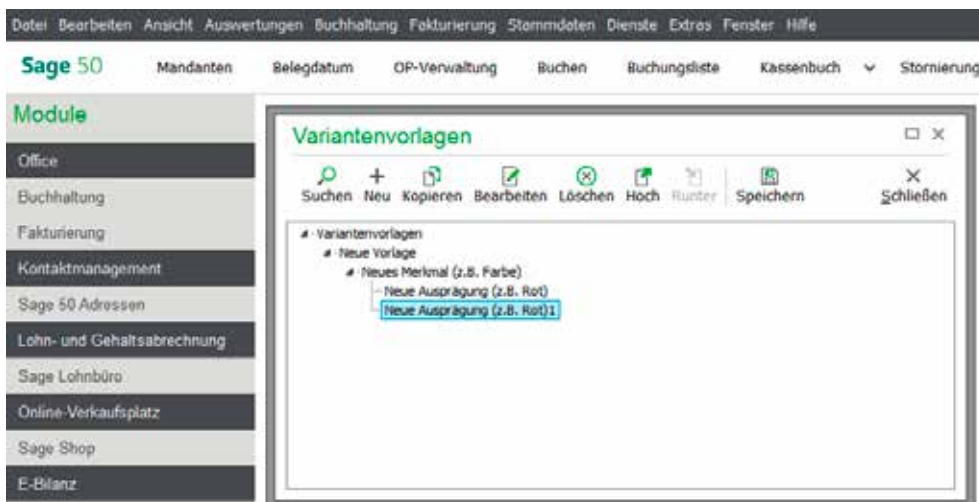 Datei Bearbeiten Ansicht Auswertungen Buchhaltung Fakturierung Stammdaten Dienste Extras Fenster Hilfe
Sage 50 Mandanten Belegdatum OP-Verwaltung Buchen Buchungsliste Kassenbuch Stornierung
Module
Office
Buchhaltung
Fakturierung
Kontaktmanagement
Sage 50 Adressen
Lohn- und Gehaltsabrechnung
Sage Lohnbüro
Online-Verkaufsplatz
Sage Shop
E-Bilanz
Variantenvorlagen
Suchen Neu Kopieren Bearbeiten Löschen Hoch Runter Speichern Schließen
Variantenvorlagen
Neue Vorlage
Neues Merkmal (z.B. Farbe)
Neue Ausprägung (z.B. Rot)
Neue Ausprägung (z.B. Rot)1